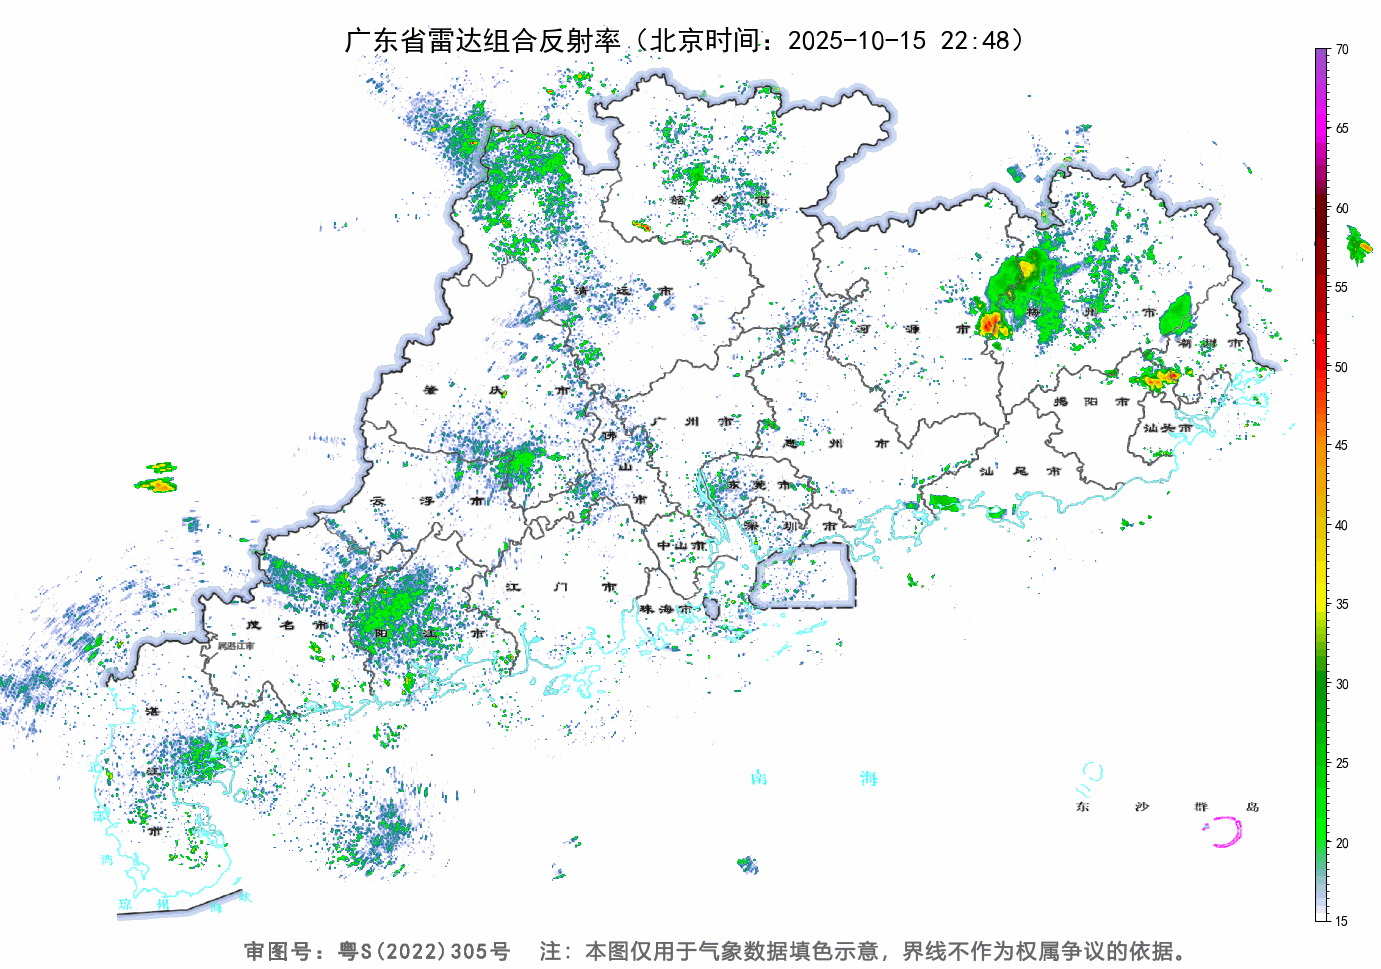 广东省雷达组合反射率（北京时间：2025-10-15 22:48）
70
65
60
55
50
45
40
35
30
25
20
15
韶 关 市
清 远 市
河 源 市
梅 州 市
潮 州 市
肇 庆 市
广 州 市
佛 山 市
惠 州 市
揭 阳 市
汕头市
汕 尾 市
东 莞 市
云 浮 市
深 圳 市
中山市
江 门 市
珠海市
茂 名 市
属湛江市
阳 江 市
湛 江 市
南 海
东 沙 群 岛
北 部 湾
琼 州 海 峡
审图号：粤S(2022)305号 注：本图仅用于气象数据填色示意，界线不作为权属争议的依据。